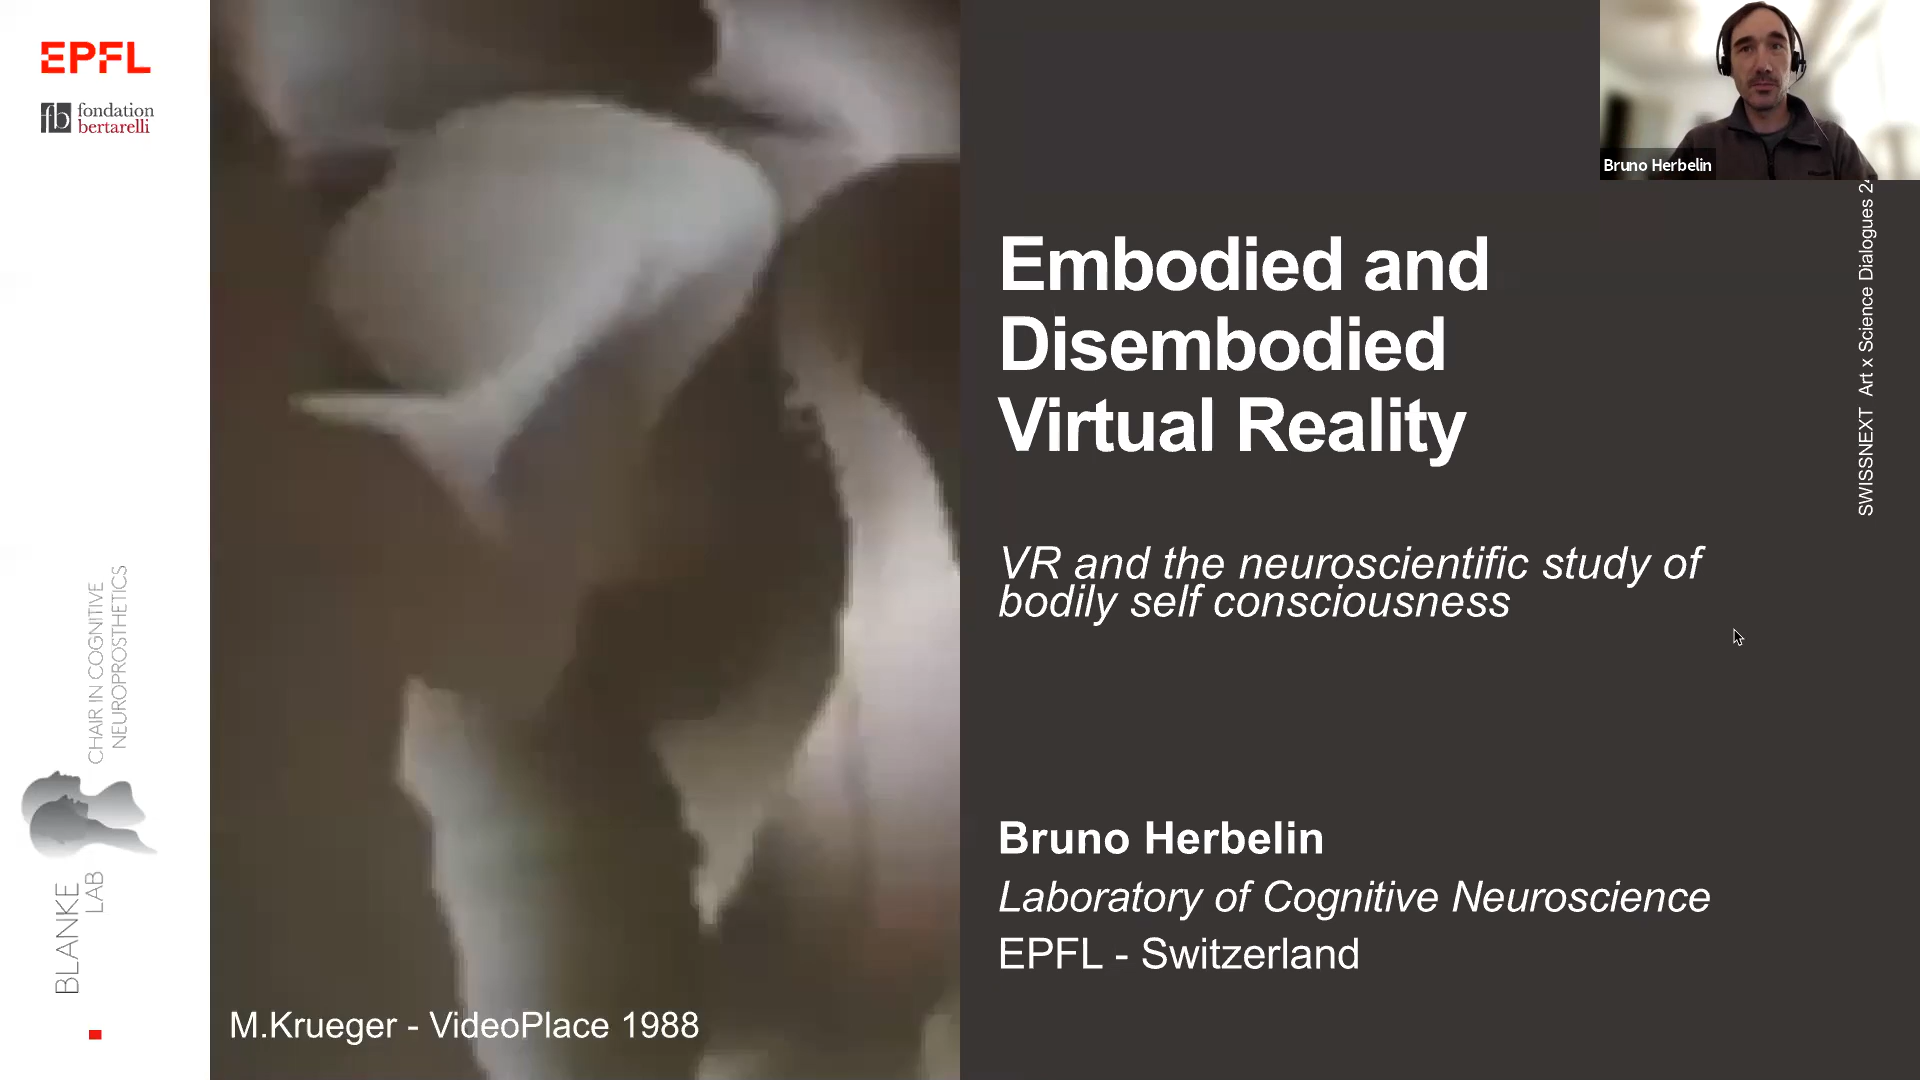 EPFL
fb fondation
bertarelli
CHAIR IN COGNITIVE
NEUROPROSTHETICS
BLANKE
LAB
M.Krueger - VideoPlace 1988
Bruno Herbelin
SWISSNEXT Art x Science Dialogues
Embodied and
Disembodied
Virtual Reality
VR and the neuroscientific study of
bodily self consciousness
Bruno Herbelin
Laboratory of Cognitive Neuroscience
EPFL - Switzerland